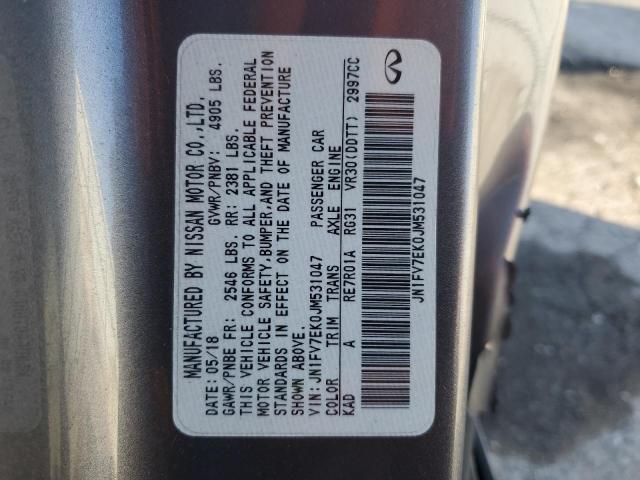 MANUFACTURED BY NISSAN MOTOR CO.,LTD.
DATE: 05/18 GVWR/PNBV: 4905 LBS.
GAWR/PNBE FR: 2546 LBS. RR: 2381 LBS.
THIS VEHICLE CONFORMS TO ALL APPLICABLE FEDERAL
MOTOR VEHICLE SAFETY, BUMPER, AND THEFT PREVENTION
STANDARDS IN EFFECT ON THE DATE OF MANUFACTURE
SHOWN ABOVE.
VIN: JN1FV7EK0JM531047 PASSENGER CAR
COLOR TRIM TRANS AXLE ENGINE
KAD A RE7R01A RG31 VR30(DDTT) 2997CC
JN1FV7EK0JM531047